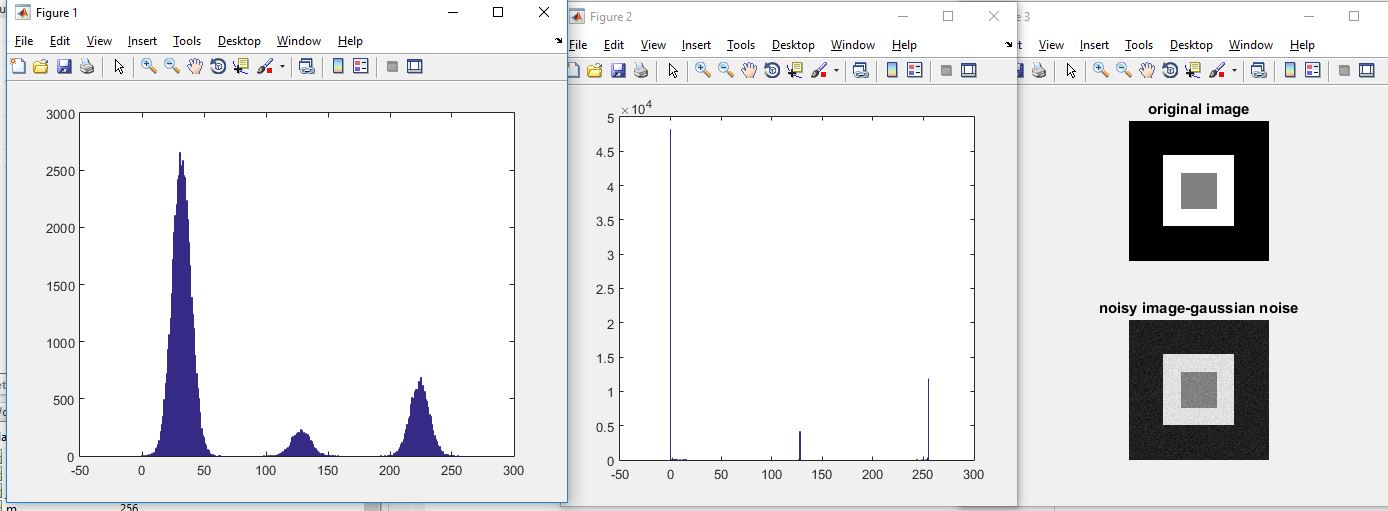 Figure 1
File Edit View Insert Tools Desktop Window Help
3000
2500
2000
1500
1000
500
0
-50 0 50 100 150 200 250 300
m 256
Figure 2
File Edit View Insert Tools Desktop Window Help
×10^4
5
4.5
4
3.5
3
2.5
2
1.5
1
0.5
0
-50 0 50 100 150 200 250 300
3
View Insert Tools Desktop Window Help
original image
noisy image-gaussian noise